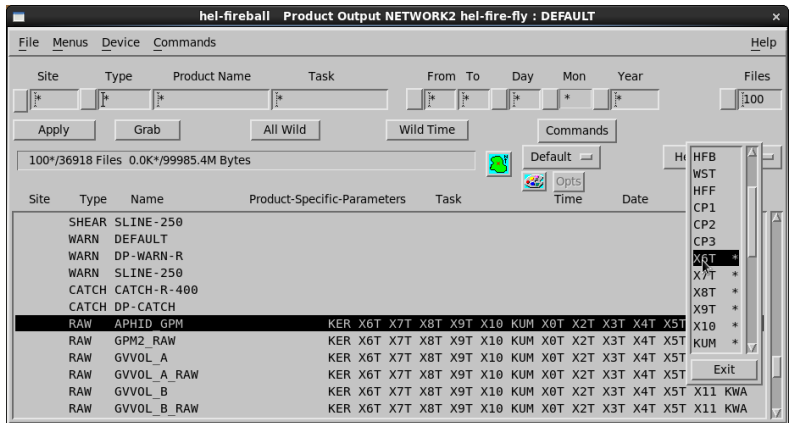 hel-fireball Product Output NETWORK2 hel-fire-fly : DEFAULT ×
File Menus Device Commands Help
Site Type Product Name Task From To Day Mon Year Files
* * * * * * * * * 100
Apply Grab All Wild Wild Time Commands
100*/36918 Files 0.0K*/99985.4M Bytes
Default
Opts
Site Type Name Product-Specific-Parameters Task Time Date
SHEAR SLINE-250
WARN DEFAULT
WARN DP-WARN-R
WARN SLINE-250
CATCH CATCH-R-400
CATCH DP-CATCH
RAW APHID_GPM KER X6T X7T X8T X9T X10 KUM X0T X2T X3T X4T X5T
RAW GPM2_RAW KER X6T X7T X8T X9T X10 KUM X0T X2T X3T X4T X5T
RAW GVVOL_A KER X6T X7T X8T X9T X10 KUM X0T X2T X3T X4T X5T
RAW GVVOL_A_RAW KER X6T X7T X8T X9T X10 KUM X0T X2T X3T X4T X5T
RAW GVVOL_B KER X6T X7T X8T X9T X10 KUM X0T X2T X3T X4T X5T X11 KWA
RAW GVVOL_B_RAW KER X6T X7T X8T X9T X10 KUM X0T X2T X3T X4T X5T X11 KWA
HFB
WST
HFF
CP1
CP2
CP3
X6T *
X7T *
X8T *
X9T *
X10 *
KUM *
Exit